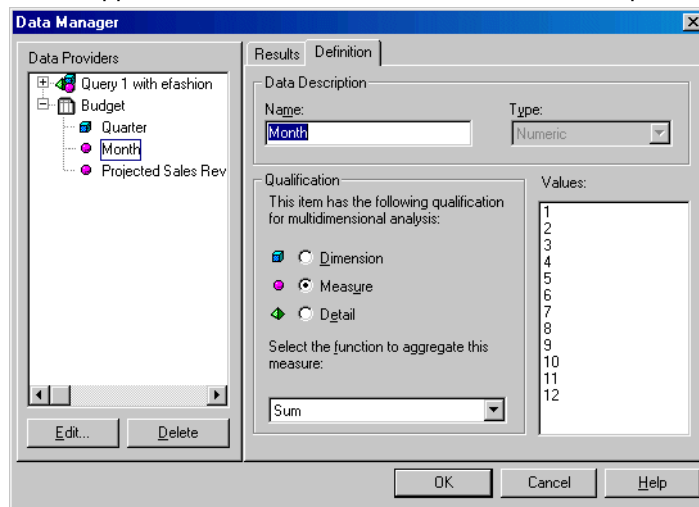 Data Manager
Data Providers
Query 1 with efashion
Budget
Quarter
Month
Projected Sales Rev
Edit...
Delete
Results
Definition
Data Description
Name:
Type:
Month
Numeric
Qualification
This item has the following qualification
for multidimensional analysis:
Dimension
Measure
Detail
Select the function to aggregate this
measure:
Sum
Values:
1
2
3
4
5
6
7
8
9
10
11
12
OK
Cancel
Help